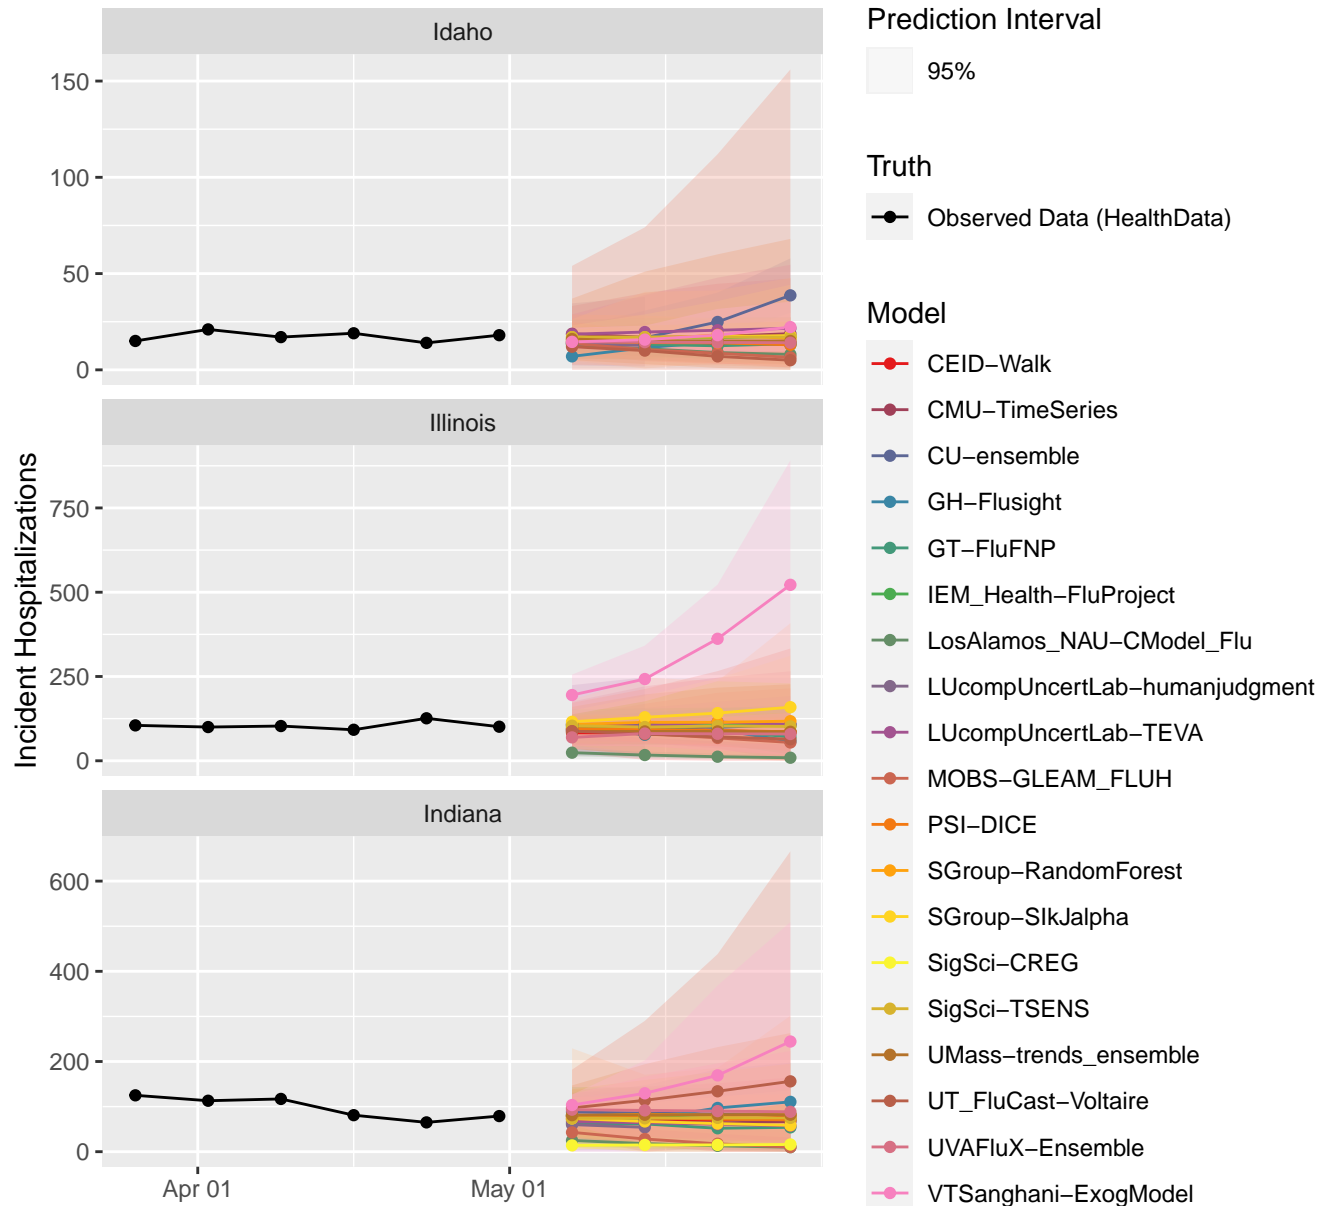 Idaho
150
100
50
0
Illinois
750
500
250
0
Indiana
600
400
200
0
Apr 01
May 01
Incident Hospitalizations
Prediction Interval
95%
Truth
Observed Data (HealthData)
Model
CEID−Walk
CMU−TimeSeries
CU−ensemble
GH−Flusight
GT−FluFNP
IEM_Health−FluProject
LosAlamos_NAU−CModel_Flu
LUcompUncertLab−humanjudgment
LUcompUncertLab−TEVA
MOBS−GLEAM_FLUH
PSI−DICE
SGroup−RandomForest
SGroup−SIkJalpha
SigSci−CREG
SigSci−TSENS
UMass−trends_ensemble
UT_FluCast−Voltaire
UVAFluX−Ensemble
VTSanghani−ExogModel